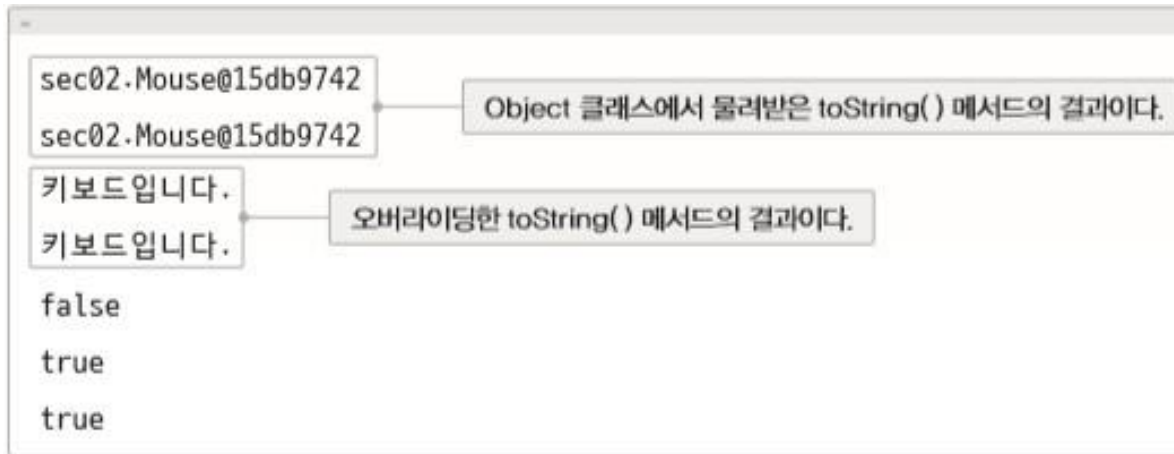 sec02.Mouse@15db9742
sec02.Mouse@15db9742
Object 클래스에서 물려받은 toString( ) 메서드의 결과이다.
키보드입니다.
키보드입니다.
오버라이딩한 toString( ) 메서드의 결과이다.
false
true
true